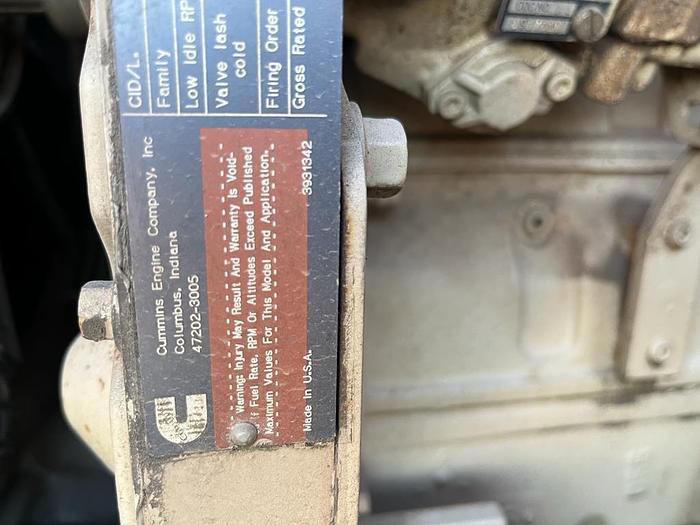 Cummins Engine Company, Inc
Columbus, Indiana
47202-3005
Warning: Injury May Result And Warranty Is Void-
If Fuel Rate, RPM Or Altitudes Exceed Published
Maximum Values For This Model And Application.
Made In U.S.A. 3931342
CID/L.
Family
Low Idle RP
Valve lash
cold
Firing Order
Gross Rated